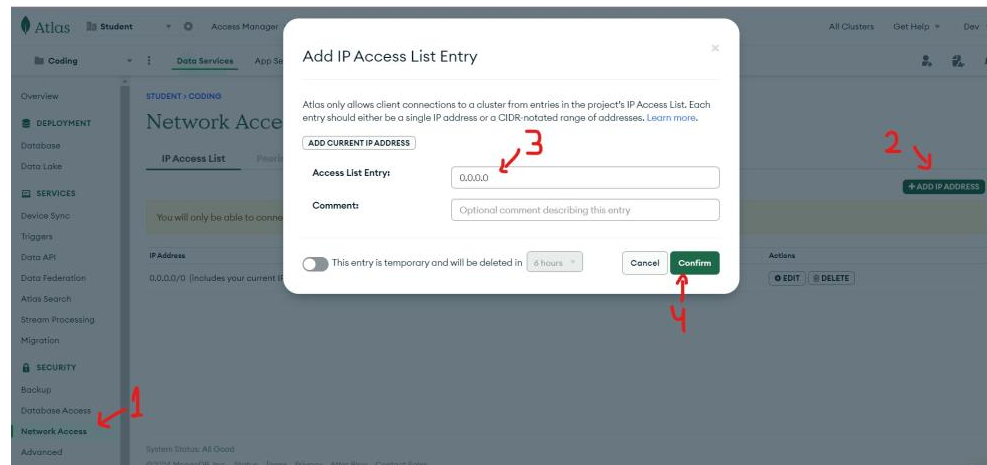 Atlas Student Access Manager All Clusters Get Help Dev
Coding Data Services App Se
Overview
DEPLOYMENT
Database
Data Lake
SERVICES
Device Sync
Triggers
Data API
Data Federation
Atlas Search
Stream Processing
Migration
SECURITY
Backup
Database Access
Network Access
Advanced
1
STUDENT > CODING
Network Acce
IP Access List Peeri
2
+ ADD IP ADDRESS
You will only be able to conne
IP Address Actions
0.0.0.0/0 (includes your current IP EDIT DELETE
Add IP Access List Entry
Atlas only allows client connections to a cluster from entries in the project's IP Access List. Each
entry should either be a single IP address or a CIDR-notated range of addresses. Learn more.
ADD CURRENT IP ADDRESS
3
Access List Entry: 0.0.0.0
Comment: Optional comment describing this entry
This entry is temporary and will be deleted in 6 hours Cancel Confirm
4
System Status: All Good